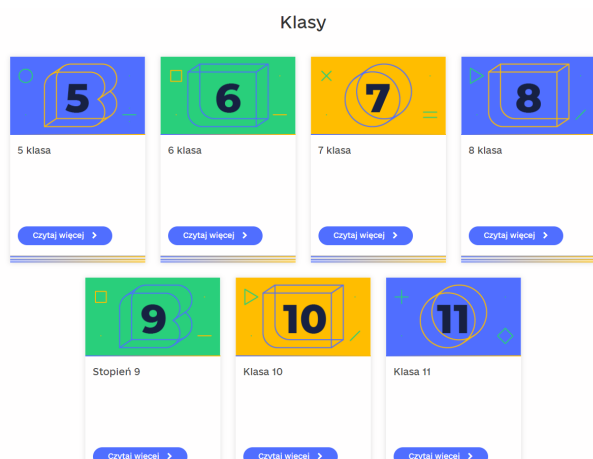 Klasy
5 6 7 8
5 klasa 6 klasa 7 klasa 8 klasa
Czytaj więcej Czytaj więcej Czytaj więcej Czytaj więcej
9 10 11
Stopień 9 Klasa 10 Klasa 11
Czytaj więcej Czytaj więcej Czytaj więcej